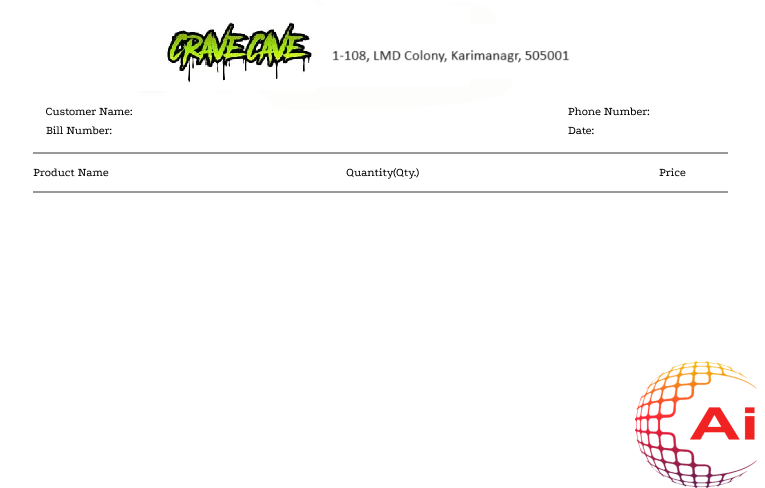 CRAVE CAVE
1-108, LMD Colony, Karimanagr, 505001
Customer Name:
Phone Number:
Bill Number:
Date:
Product Name Quantity(Qty.) Price
Ai